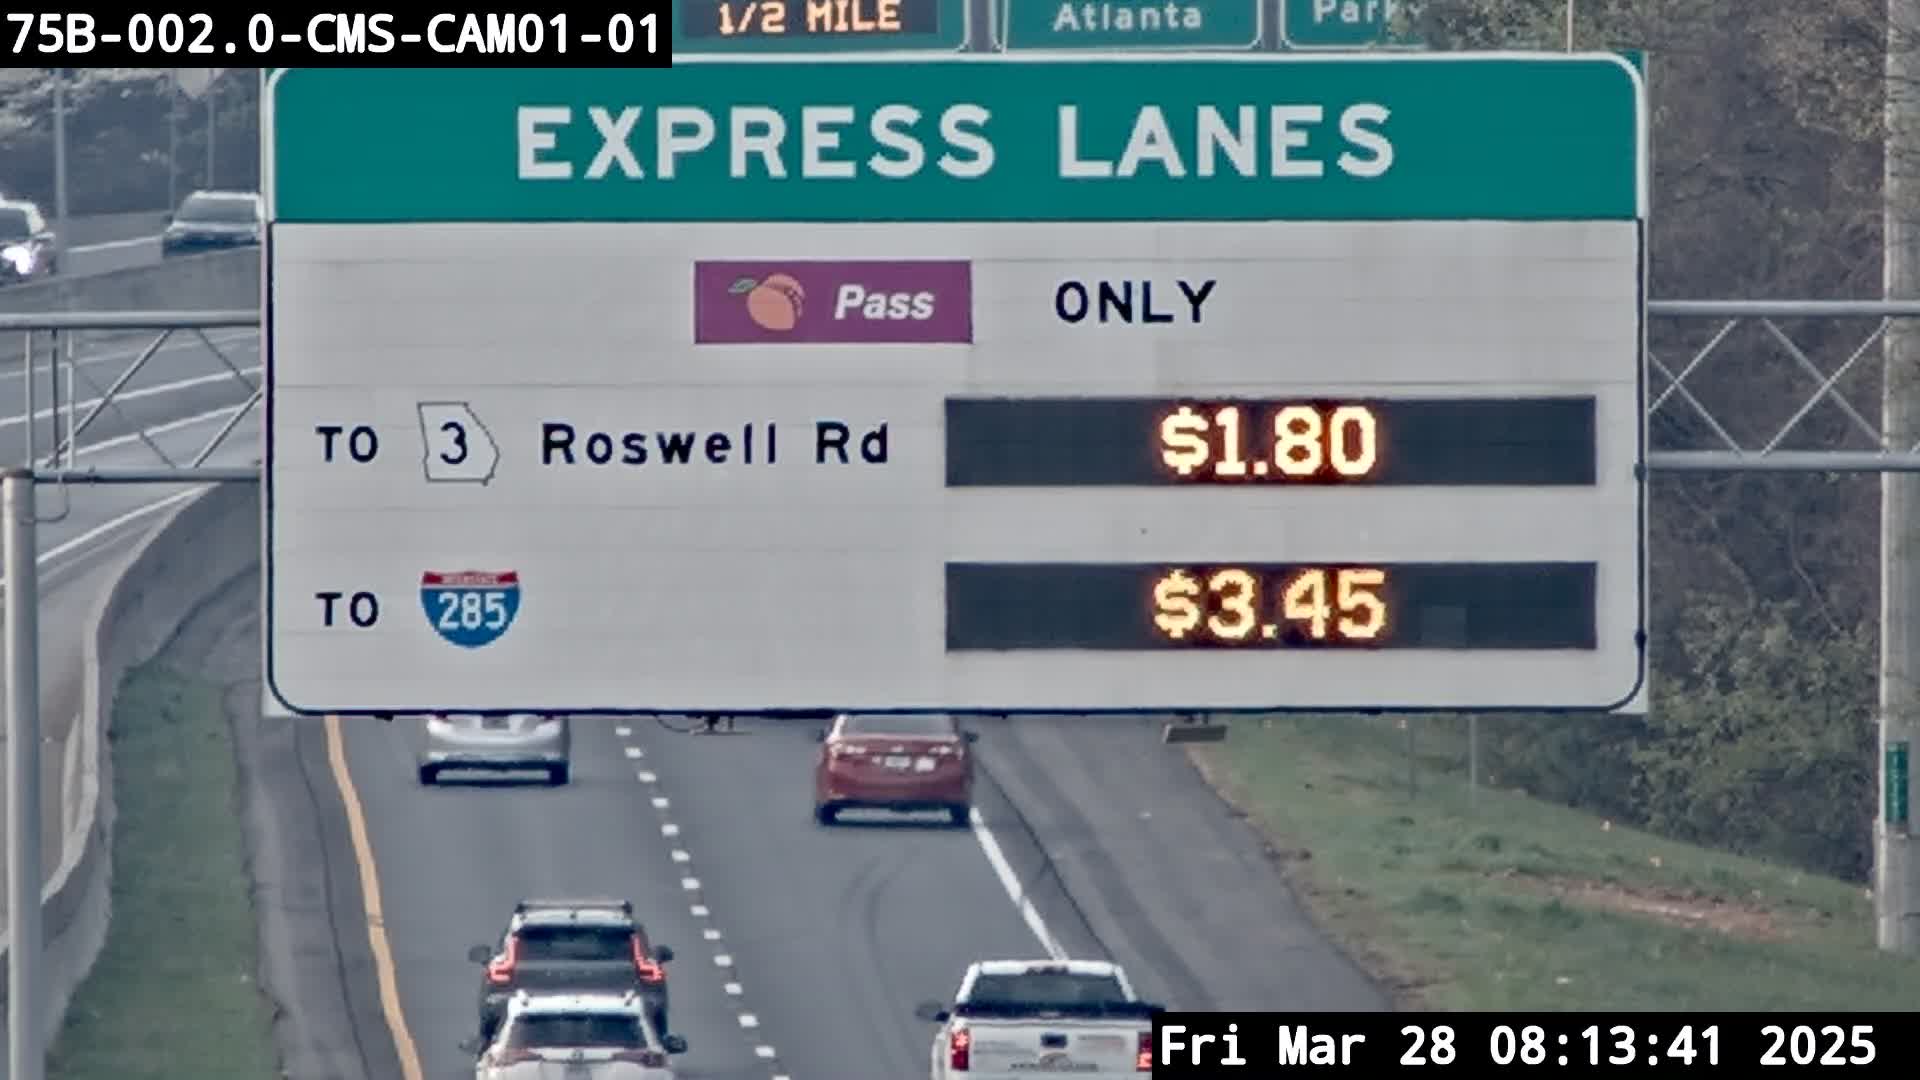 75B-002.0-CMS-CAM01-01
1/2 MILE
Atlanta
EXPRESS LANES
Pass ONLY
TO 3 Roswell Rd $1.80
TO INTERSTATE 285 $3.45
Fri Mar 28 08:13:41 2025